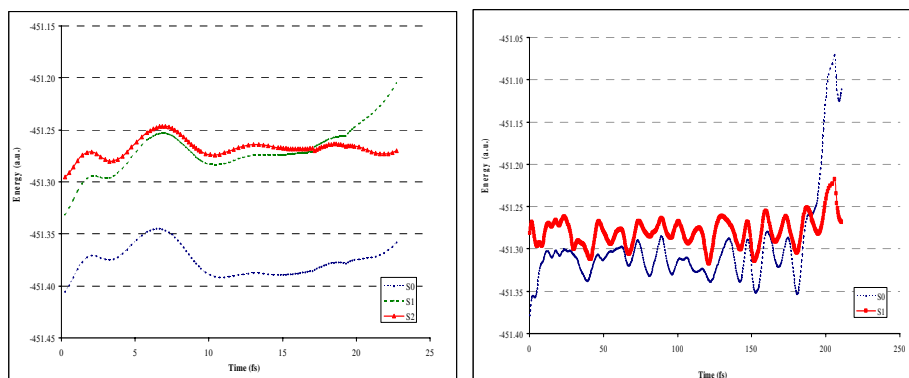 -451.15
-451.20
-451.25
-451.30
-451.35
-451.40
-451.45
Energy (a.u.)
0 5 10 15 20 25
Time (fs)
S0
S1
S2
-451.05
-451.10
-451.15
-451.20
-451.25
-451.30
-451.35
-451.40
Energy (a.u.)
0 50 100 150 200 250
Time (fs)
S0
S1